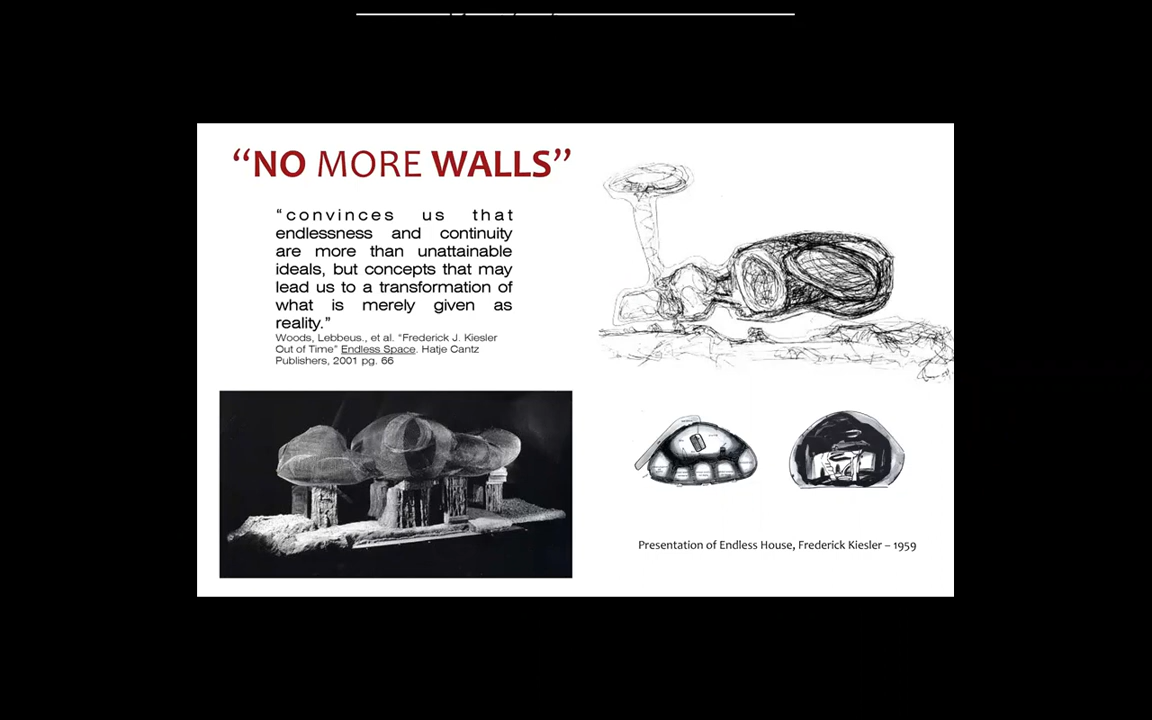 “NO MORE WALLS”
“convinces us that
endlessness and continuity
are more than unattainable
ideals, but concepts that may
lead us to a transformation of
what is merely given as
reality.”
Woods, Lebbeus., et al. “Frederick J. Kiesler
Out of Time” Endless Space. Hatje Cantz
Publishers, 2001 pg. 66
Presentation of Endless House, Frederick Kiesler – 1959